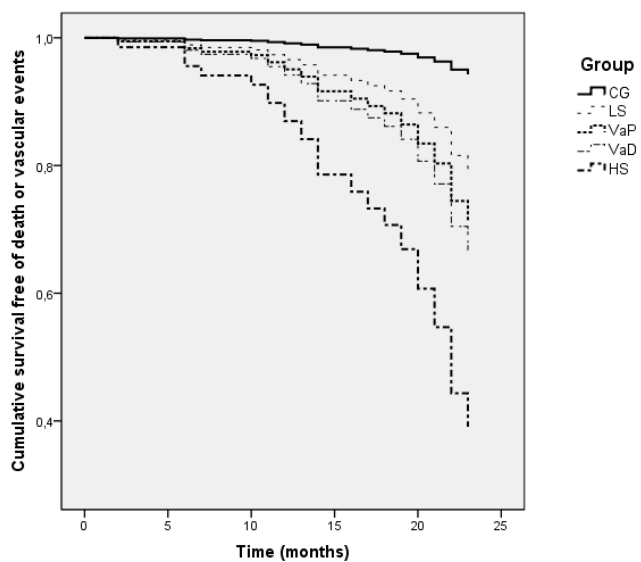 Cumulative survival free of death or vascular events
1,0
0,8
0,6
0,4
0 5 10 15 20 25
Time (months)
Group
CG
LS
VaP
VaD
HS